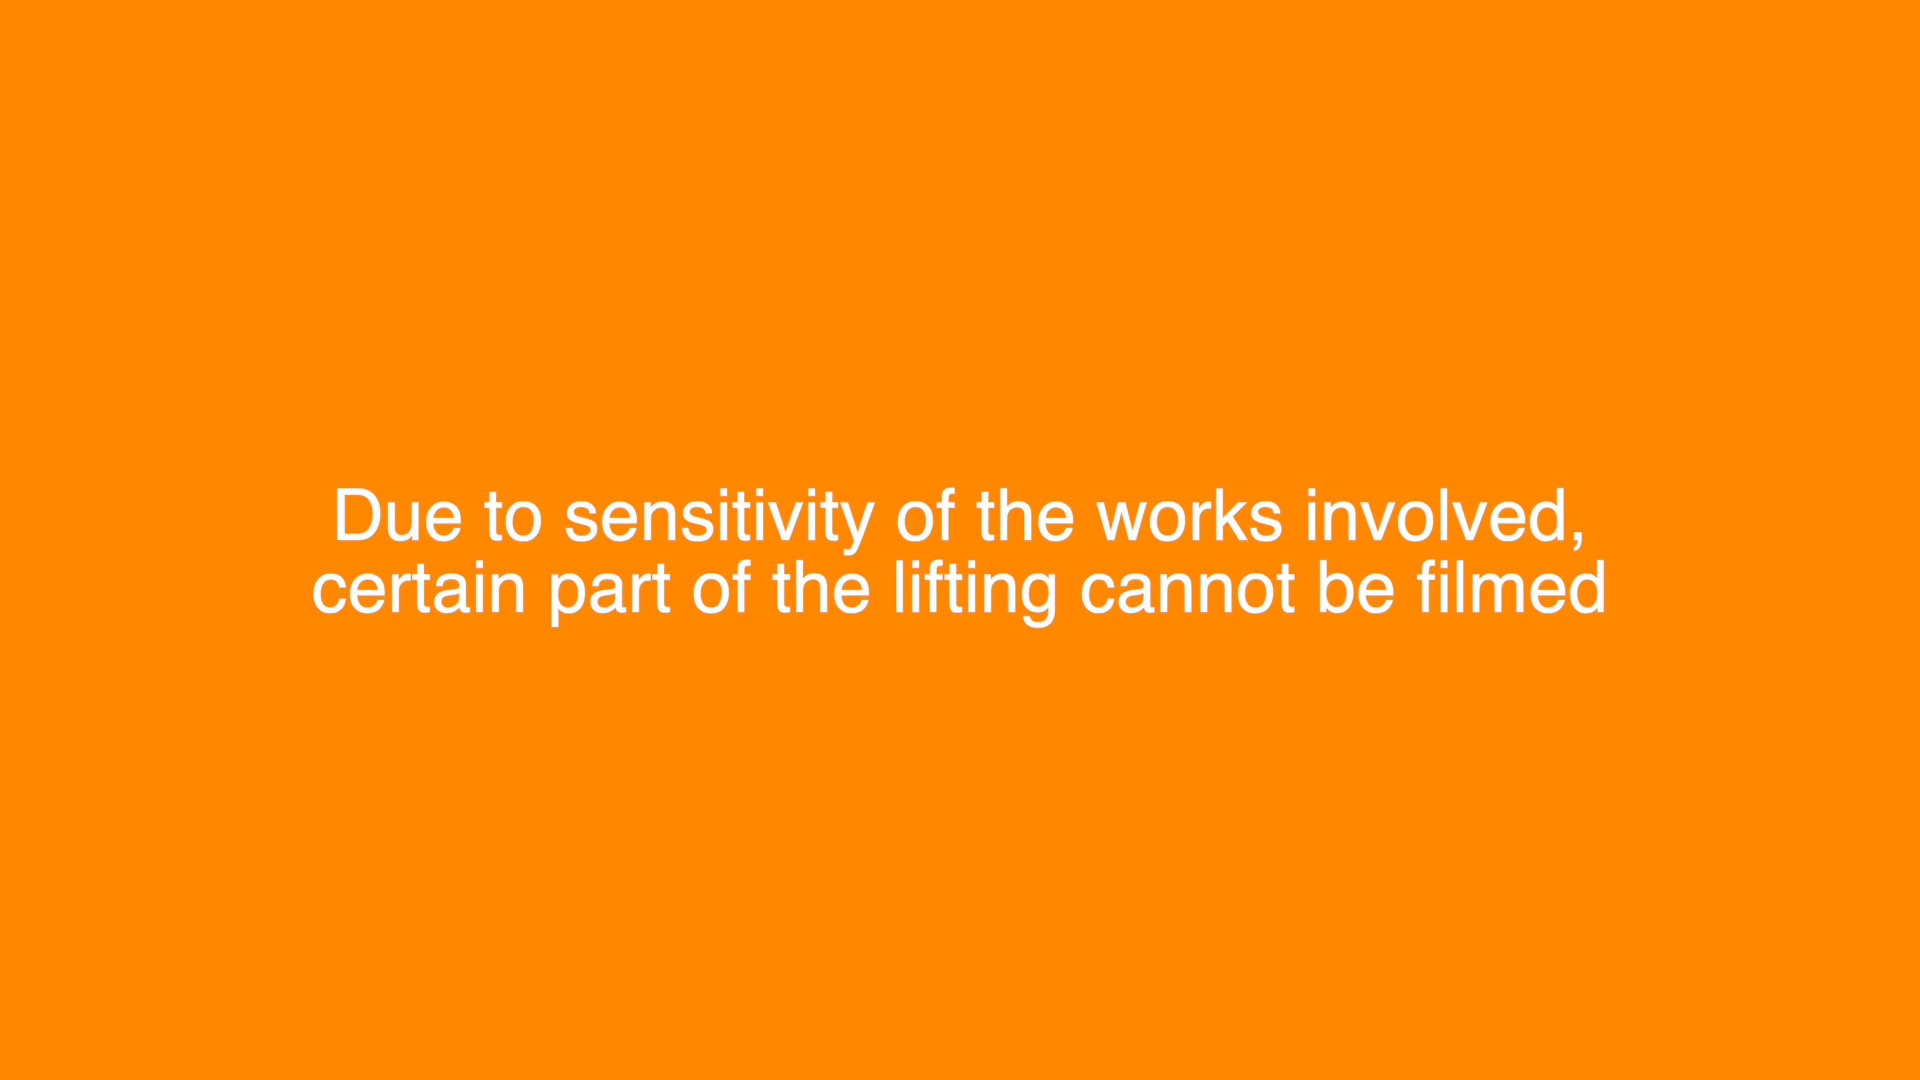 Due to sensitivity of the works involved,
certain part of the lifting cannot be filmed